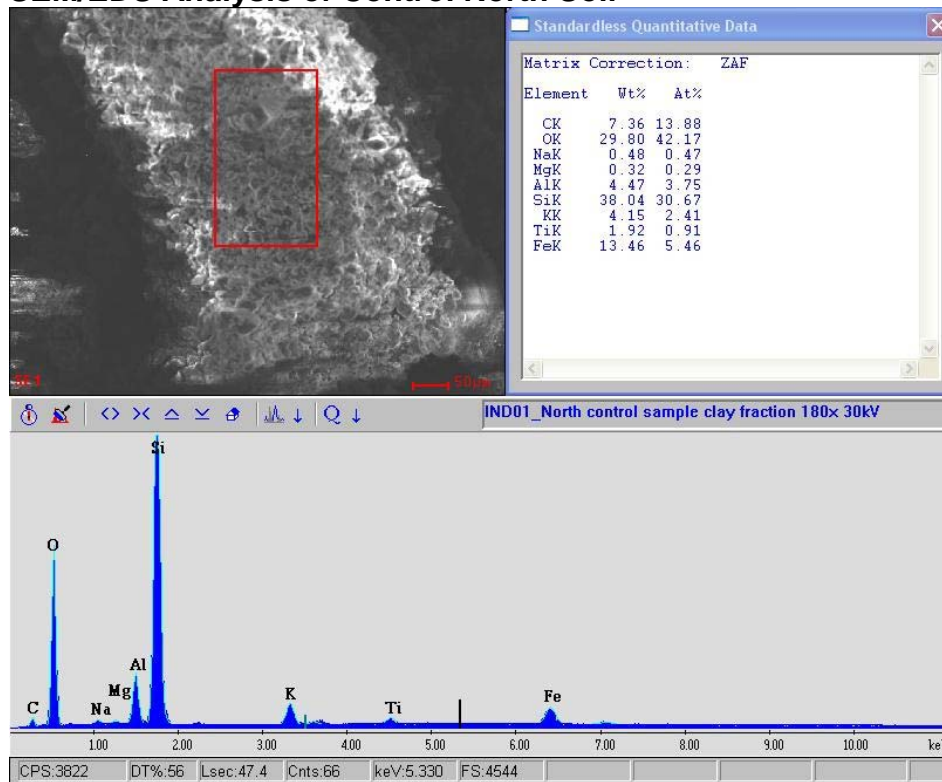 SEM/EDS Analysis of Control North Cell
Standardless Quantitative Data
Matrix Correction: ZAF
Element Wt% At%
CK 7.36 13.88
OK 29.80 42.17
NaK 0.48 0.47
MgK 0.32 0.29
AlK 4.47 3.75
SiK 38.04 30.67
KK 4.15 2.41
TiK 1.92 0.91
FeK 13.46 5.46
50µm
IND01_North control sample clay fraction 180x 30kV
Si
O
Al
Mg
C
Na
K
Ti
Fe
1.00 2.00 3.00 4.00 5.00 6.00 7.00 8.00 9.00 10.00 ke
CPS:3822 DT%:56 Lsec:47.4 Cnts:66 keV:5.330 FS:4544